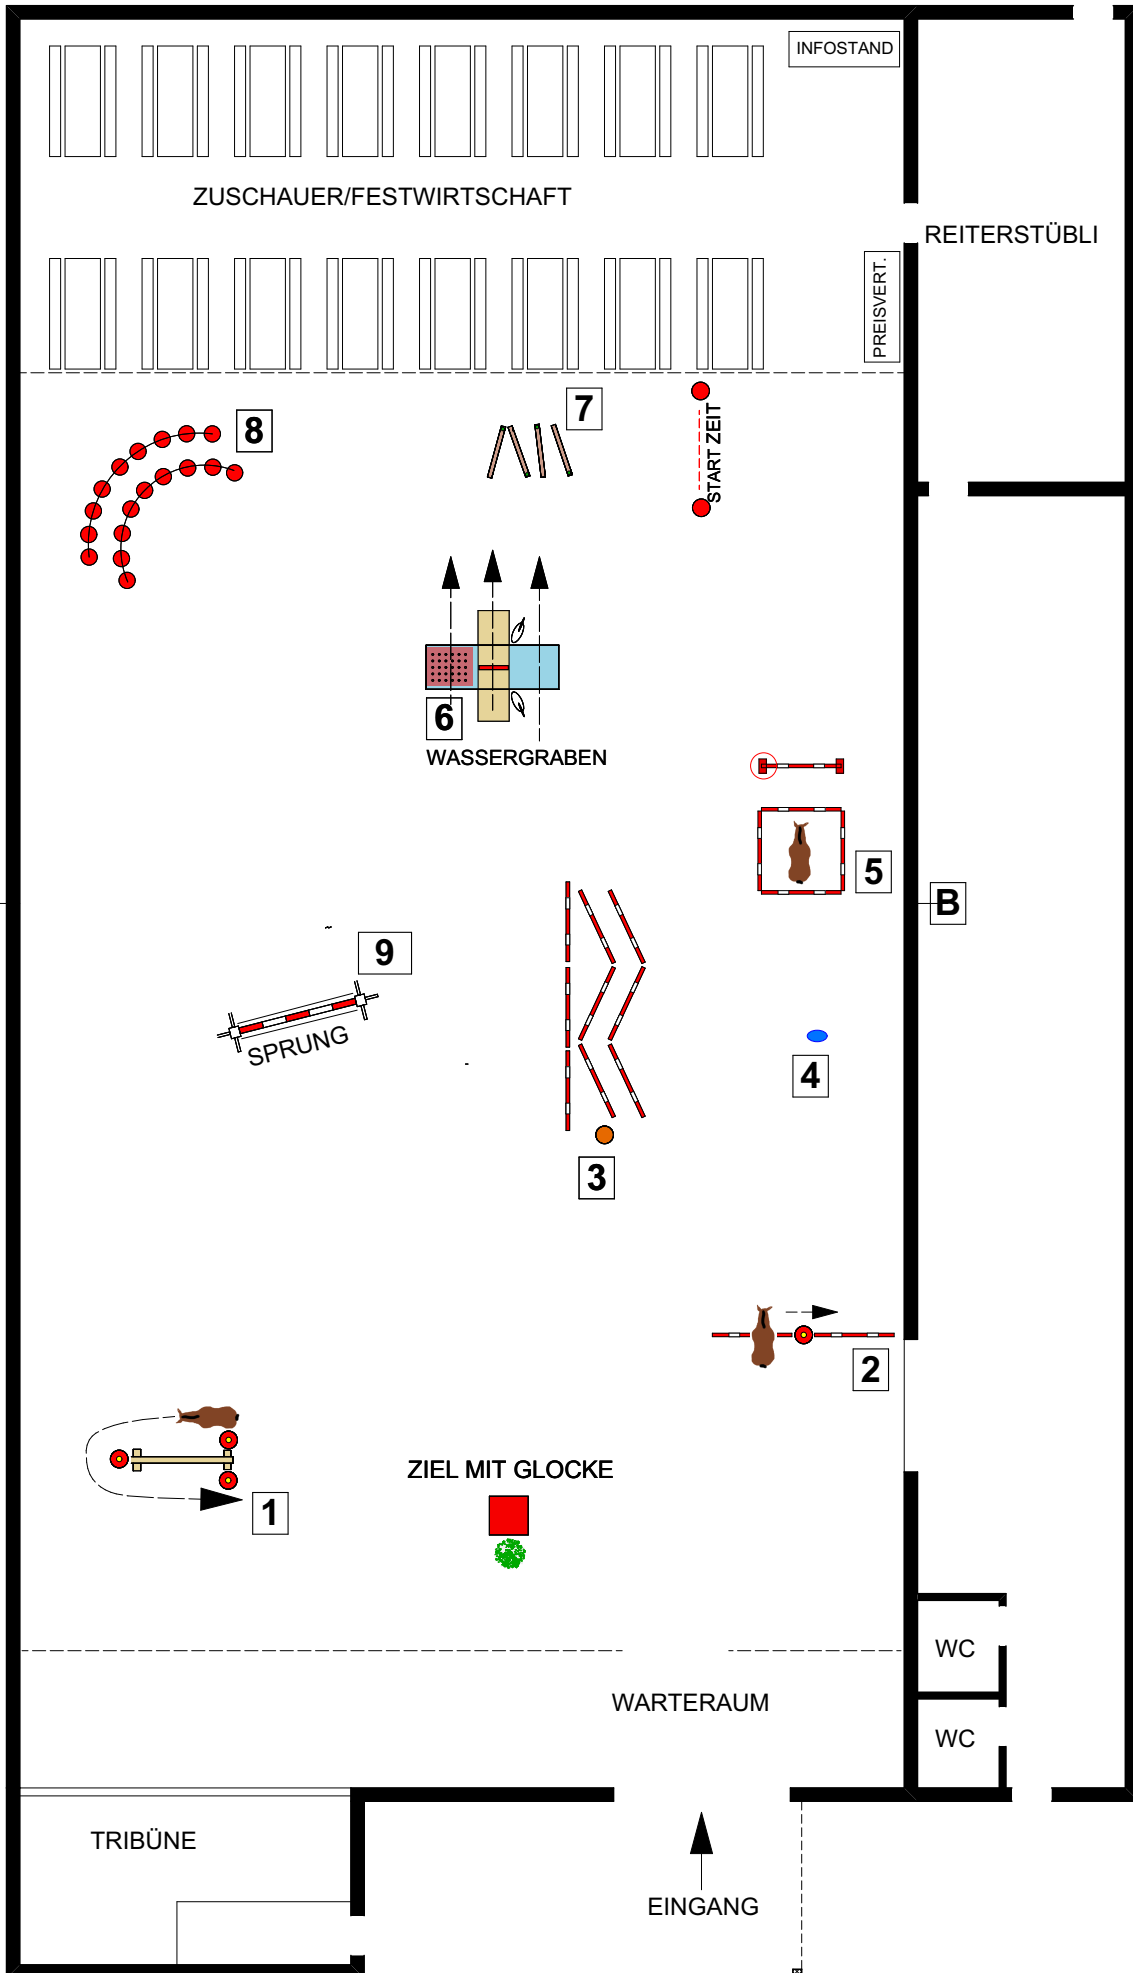 INFOSTAND
ZUSCHAUER/FESTWIRTSCHAFT
REITERSTÜBLI
PREISVERT.
7
8
START ZEIT
6
WASSERGRABEN
5
B
9
SPRUNG
4
3
2
ZIEL MIT GLOCKE
1
WC
WARTERAUM
WC
TRIBÜNE
EINGANG